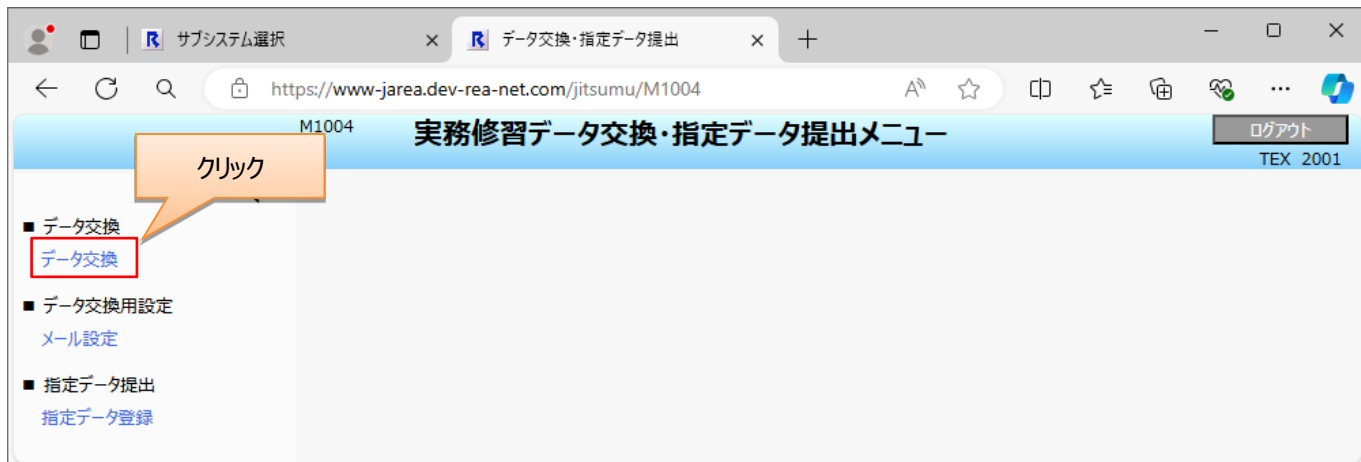 サブシステム選択
データ交換・指定データ提出
https://www-jarea.dev-rea-net.com/jitsumu/M1004
M1004
実務修習データ交換・指定データ提出メニュー
ログアウト
TEX 2001
クリック
■ データ交換
データ交換
■ データ交換用設定
メール設定
■ 指定データ提出
指定データ登録